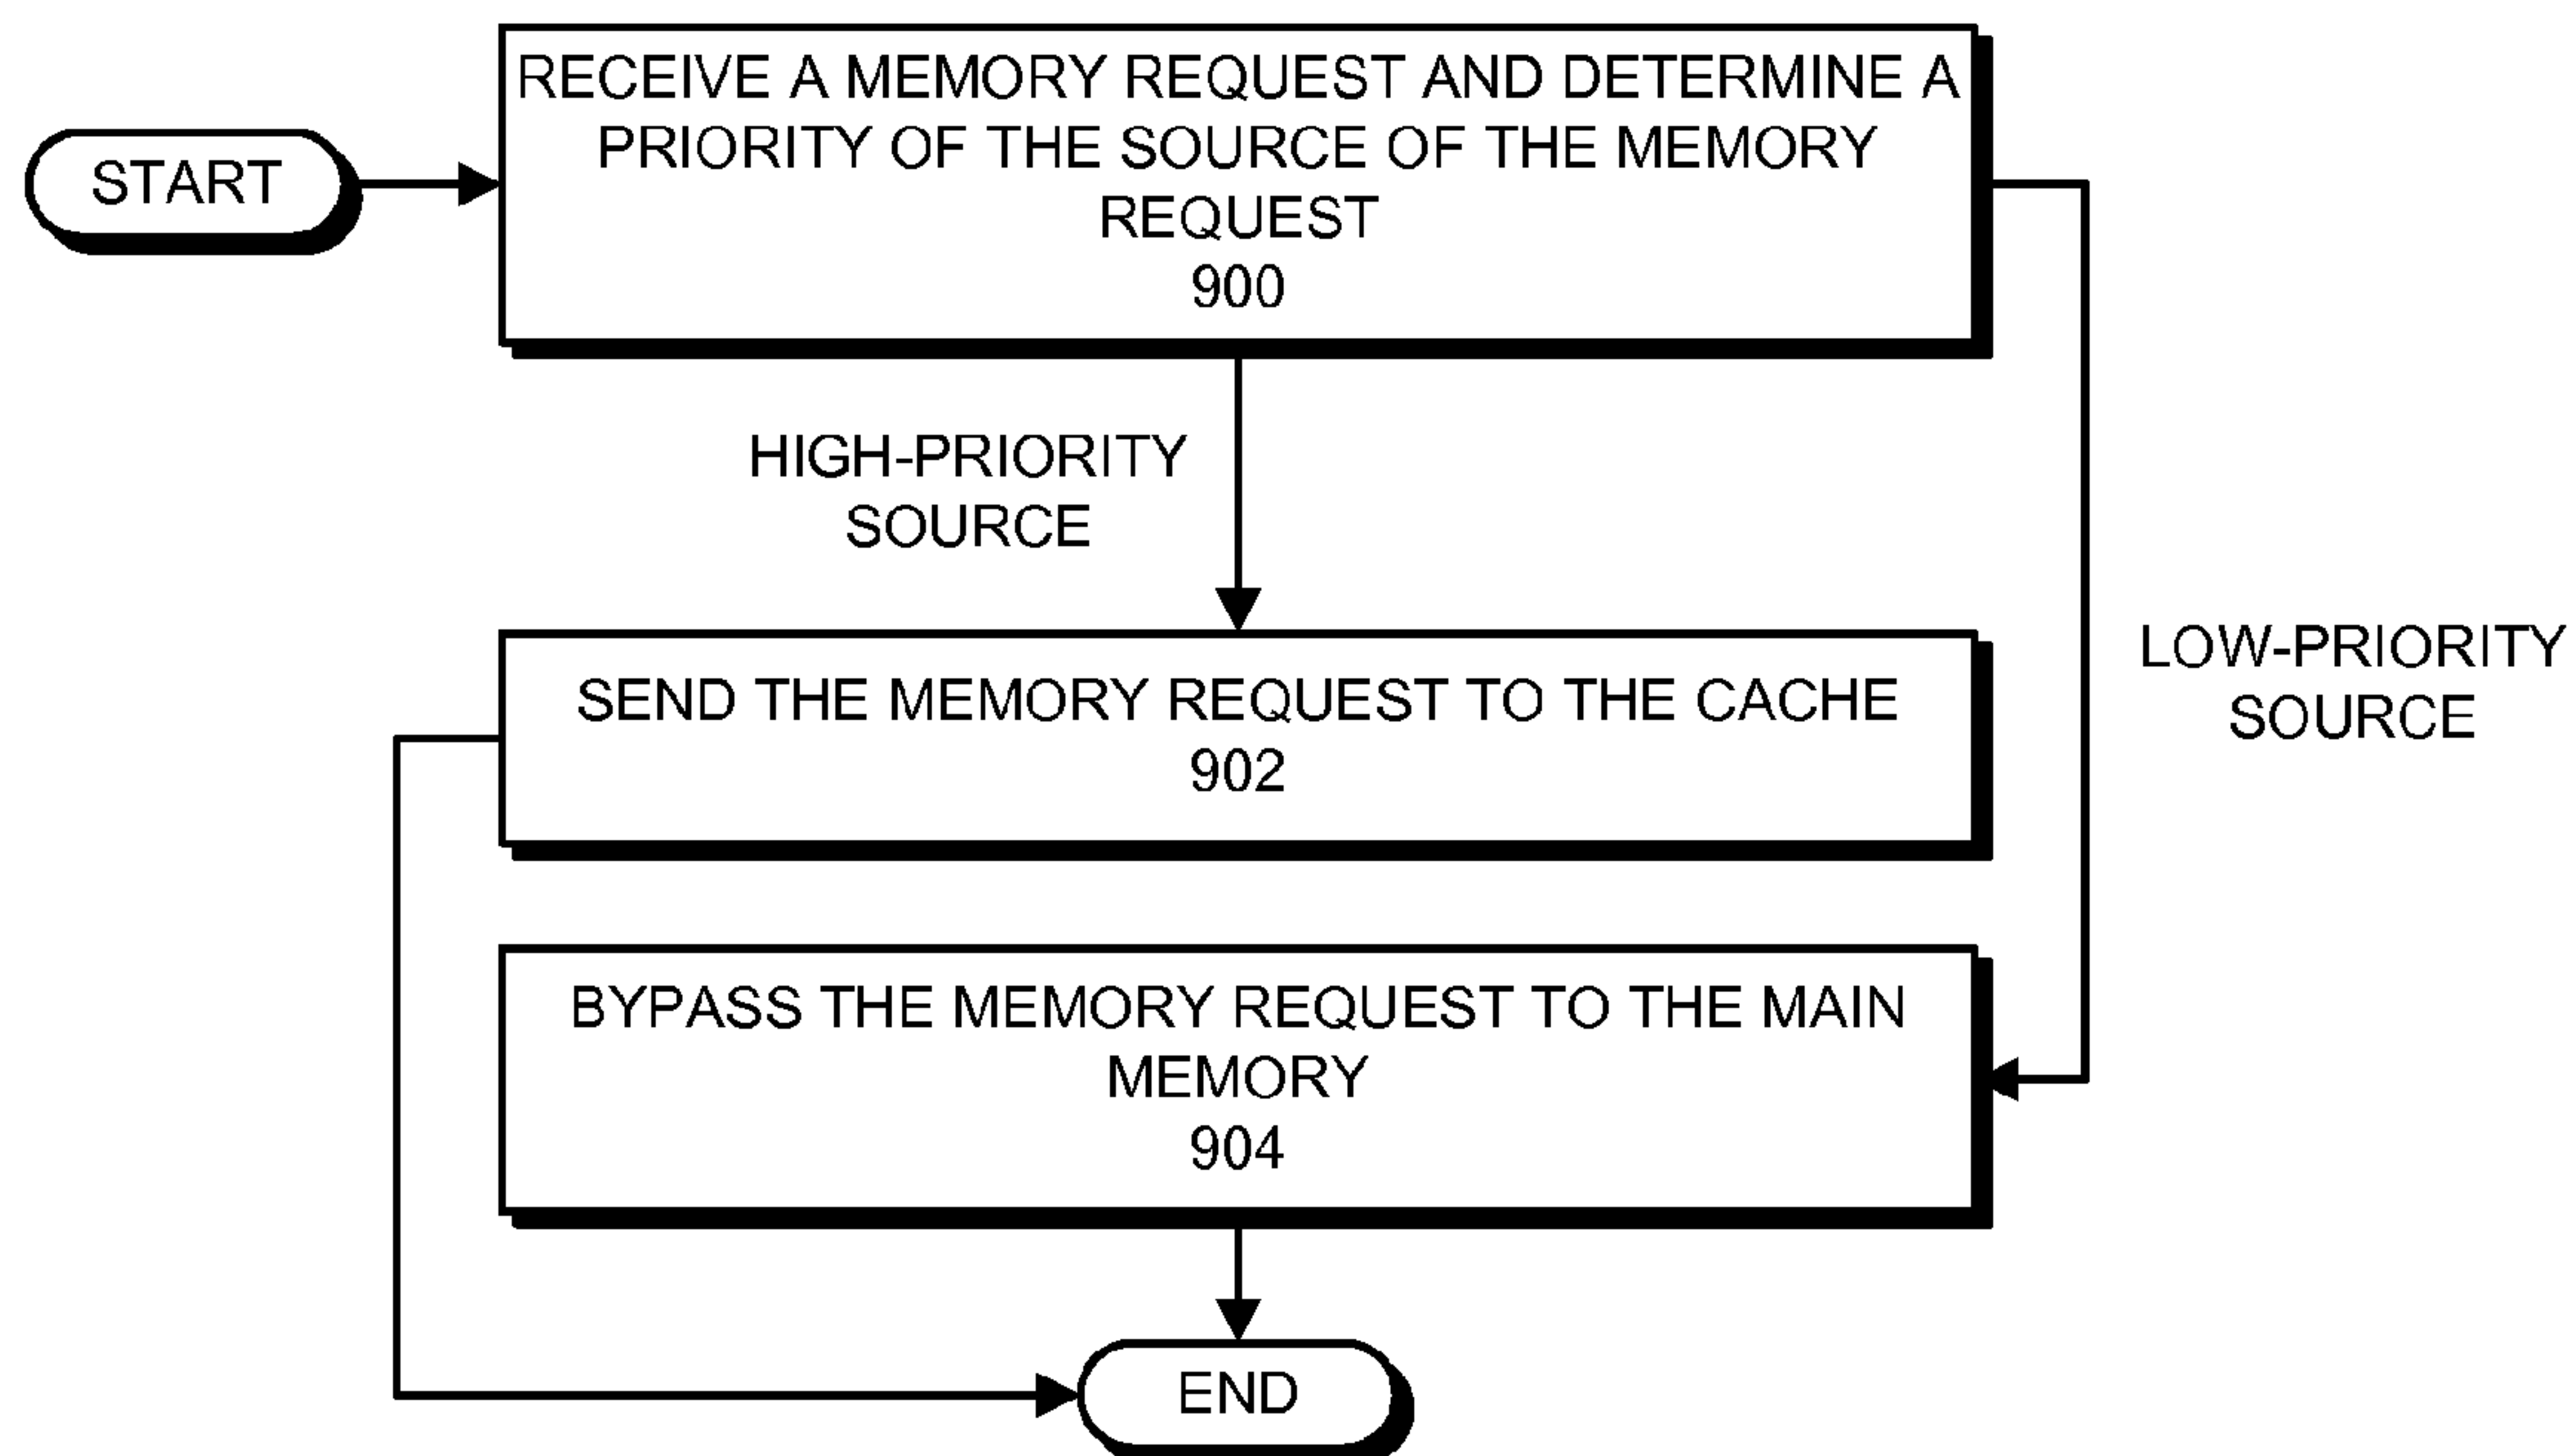 START
RECEIVE A MEMORY REQUEST AND DETERMINE A
PRIORITY OF THE SOURCE OF THE MEMORY
REQUEST
900
HIGH-PRIORITY
SOURCE
LOW-PRIORITY
SOURCE
SEND THE MEMORY REQUEST TO THE CACHE
902
BYPASS THE MEMORY REQUEST TO THE MAIN
MEMORY
904
END